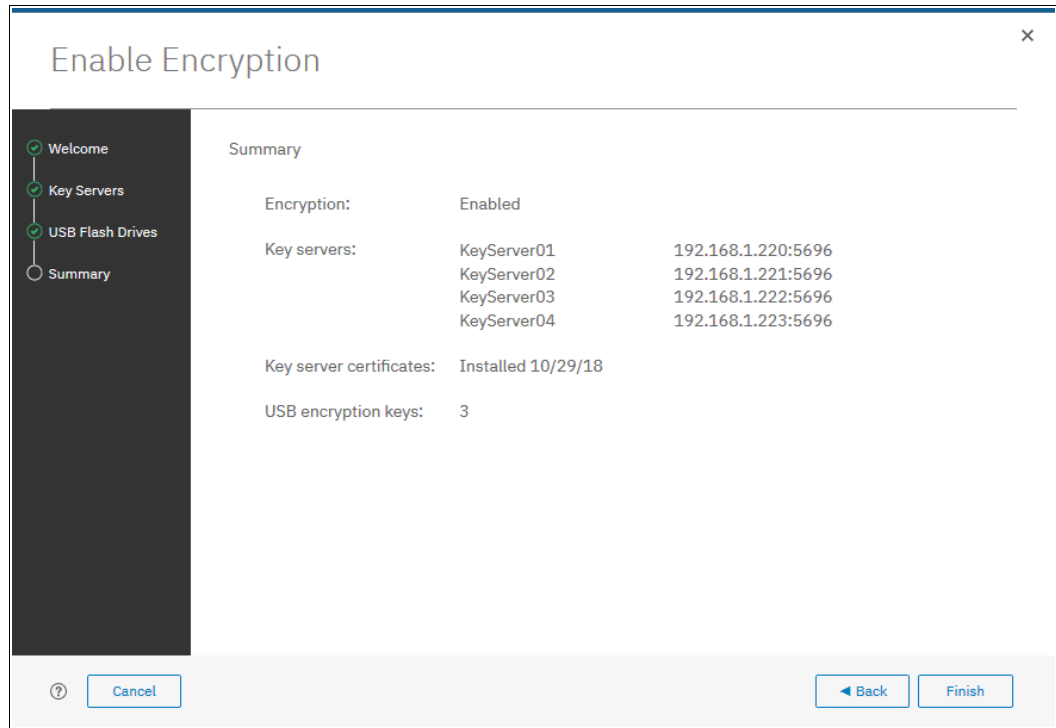 ×
Enable Encryption
Welcome
Key Servers
USB Flash Drives
Summary
Summary
Encryption: Enabled
Key servers: KeyServer01 192.168.1.220:5696
KeyServer02 192.168.1.221:5696
KeyServer03 192.168.1.222:5696
KeyServer04 192.168.1.223:5696
Key server certificates: Installed 10/29/18
USB encryption keys: 3
? Cancel ◄ Back Finish